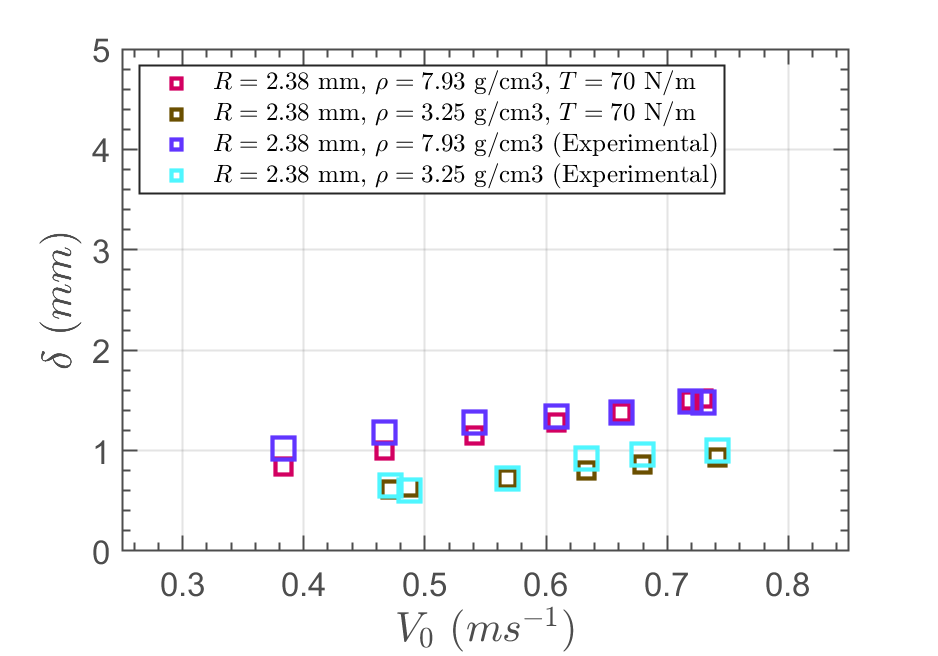 5
4
3
2
1
0
δ (mm)
R = 2.38 mm, ρ = 7.93 g/cm3, T = 70 N/m
R = 2.38 mm, ρ = 3.25 g/cm3, T = 70 N/m
R = 2.38 mm, ρ = 7.93 g/cm3 (Experimental)
R = 2.38 mm, ρ = 3.25 g/cm3 (Experimental)
0.3 0.4 0.5 0.6 0.7 0.8
V₀ (ms⁻¹)